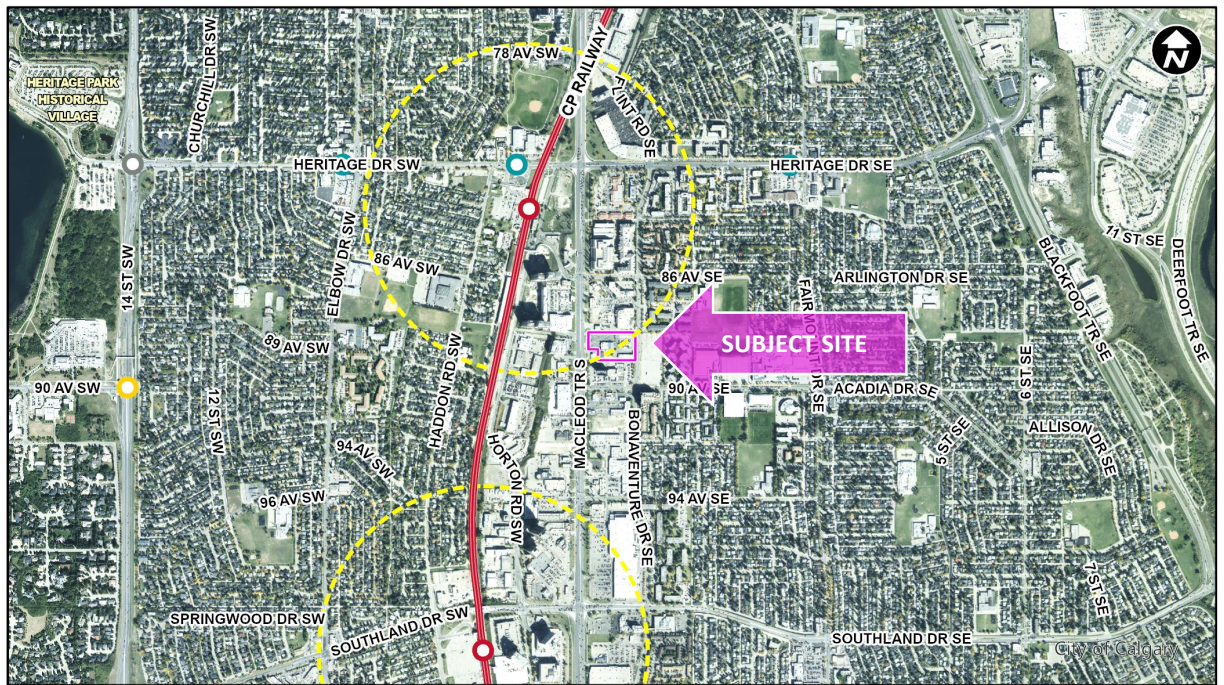 78 AV SW
CP RAILWAY
N
CHURCHILL DR SW
HERITAGE PARK
HISTORICAL
VILLAGE
FLINT RD SE
HERITAGE DR SW
HERITAGE DR SE
14 ST SW
ELBOW DR SW
86 AV SW
86 AV SE
ARLINGTON DR SE
11 ST SE
DEERFOOT TR SE
BLACKFOOT TR SE
FAIRMOUNT DR SE
SUBJECT SITE
89 AV SW
HADDON RD SW
MACLEOD TR S
90 AV SW
90 AV SE
ACADIA DR SE
6 ST SE
12 ST SW
94 AV SW
HORTON RD SW
BONAVENTURE DR SE
5 ST SE
ALLISON DR SE
96 AV SW
94 AV SE
7 ST SE
SPRINGWOOD DR SW
SOUTHLAND DR SW
SOUTHLAND DR SE
City of Calgary